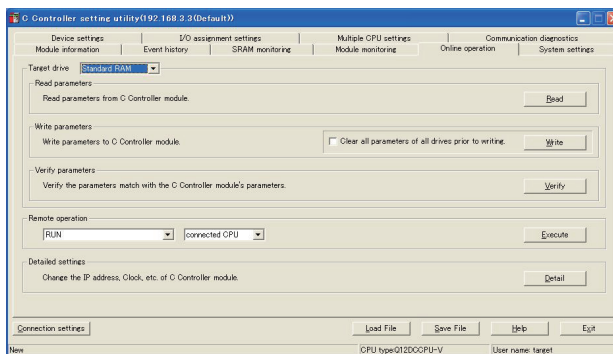 C Controller setting utility(192.168.3.3(Default))
Device settings I/O assignment settings Multiple CPU settings Communication diagnostics
Module information Event history SRAM monitoring Module monitoring Online operation System settings
Target drive Standard RAM
Read parameters
Read parameters from C Controller module. Read
Write parameters
Write parameters to C Controller module. Clear all parameters of all drives prior to writing. Write
Verify parameters
Verify the parameters match with the C Controller module's parameters. Verify
Remote operation
RUN connected CPU Execute
Detailed settings
Change the IP address, Clock, etc. of C Controller module. Detail
Connection settings Load File Save File Help Exit
New CPU type:Q12DCCPU-V User name: target